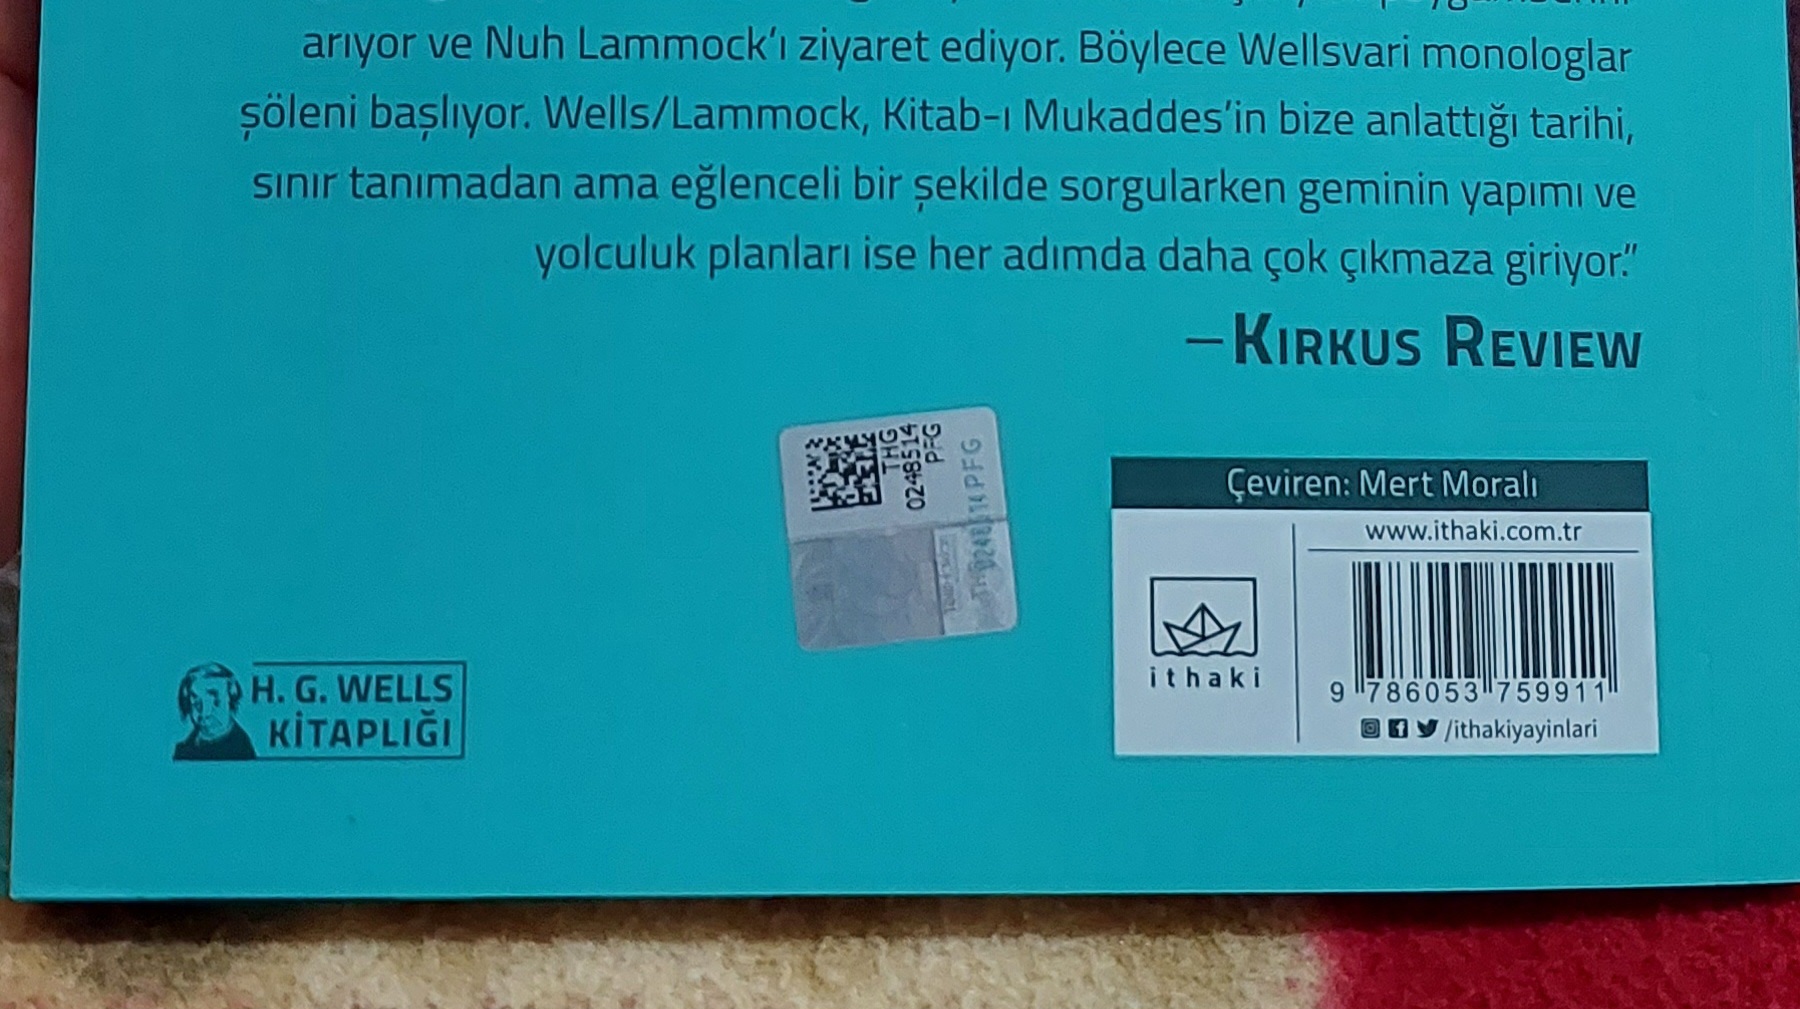 arıyor ve Nuh Lammock’ı ziyaret ediyor. Böylece Wellsvari monologlar
şöleni başlıyor. Wells/Lammock, Kitab-ı Mukaddes’in bize anlattığı tarihi,
sınır tanımadan ama eğlenceli bir şekilde sorgularken geminin yapımı ve
yolculuk planları ise her adımda daha çok çıkmaza giriyor.”
—KIRKUS REVIEW
THG
0248514
PFG
Çeviren: Mert Moralı
www.ithaki.com.tr
ithaki
9 786053 759911
/ithakiyayinlari
H. G. WELLS
KİTAPLIĞI